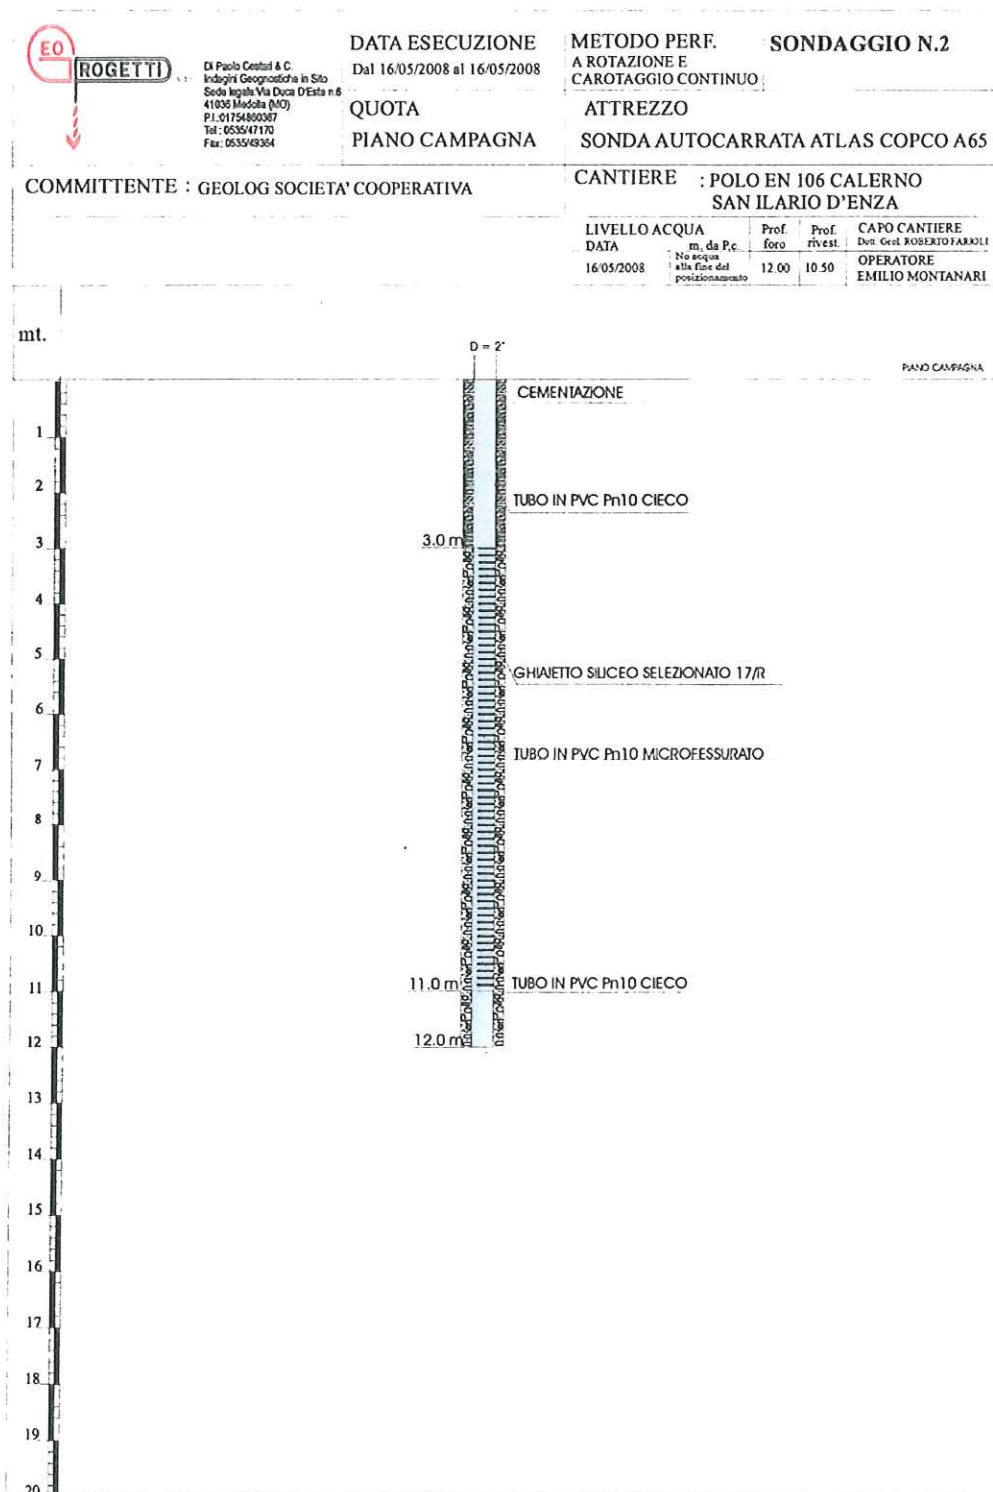 EO
ROGETTI
Di Paolo Cestari & C.
Indagini Geognostiche in Sito
Sede legale: Via Duca D'Este n.6
41036 Medolla (MO)
P.I.:01754860367
Tel : 0535/47170
Fax: 0535/49364
DATA ESECUZIONE
Dal 16/05/2008 al 16/05/2008
QUOTA
PIANO CAMPAGNA
METODO PERF.
A ROTAZIONE E
CAROTAGGIO CONTINUO
SONDAGGIO N.2
ATTREZZO
SONDA AUTOCARRATA ATLAS COPCO A65
COMMITTENTE : GEOLOG SOCIETA' COOPERATIVA
CANTIERE : POLO EN 106 CALERNO
SAN ILARIO D'ENZA
LIVELLO ACQUA
DATA m. da P.c.
16/05/2008
No acqua
alla fine del
posizionamento
Prof.
foro
12.00
Prof.
rivest.
10.50
CAPO CANTIERE
Dott. Geol. ROBERTO FARIOLI
OPERATORE
EMILIO MONTANARI
mt.
D = 2"
PIANO CAMPAGNA
CEMENTAZIONE
1
2
TUBO IN PVC Pn10 CIECO
3
3.0 m
4
5
GHIAIETTO SILICEO SELEZIONATO 17/R
6
TUBO IN PVC Pn10 MICROFESSURATO
7
8
9
10
11
11.0 m
TUBO IN PVC Pn10 CIECO
12
12.0 m
13
14
15
16
17
18
19
20